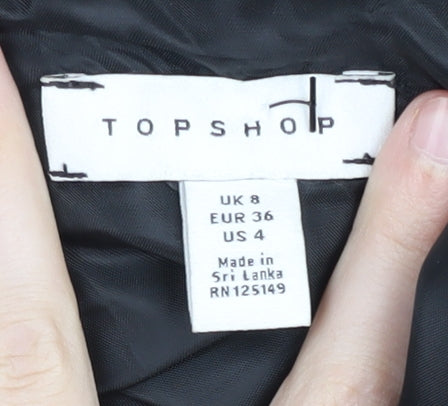 TOPSHOP
UK 8
EUR 36
US 4
Made in
Sri Lanka
RN125149